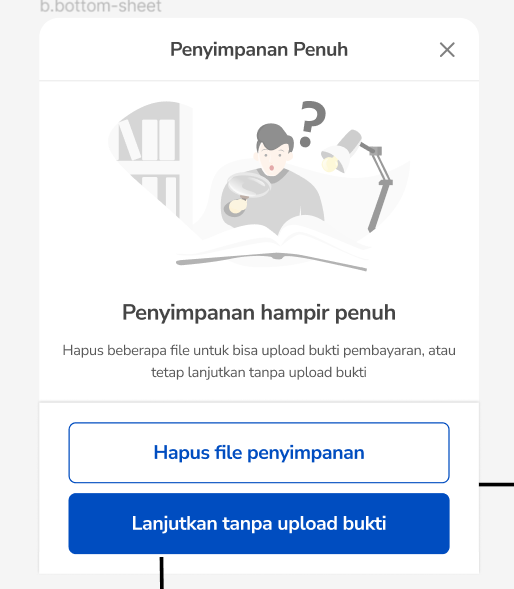 b.bottom-sheet
Penyimpanan Penuh
?
Penyimpanan hampir penuh
Hapus beberapa file untuk bisa upload bukti pembayaran, atau
tetap lanjutkan tanpa upload bukti
Hapus file penyimpanan
Lanjutkan tanpa upload bukti